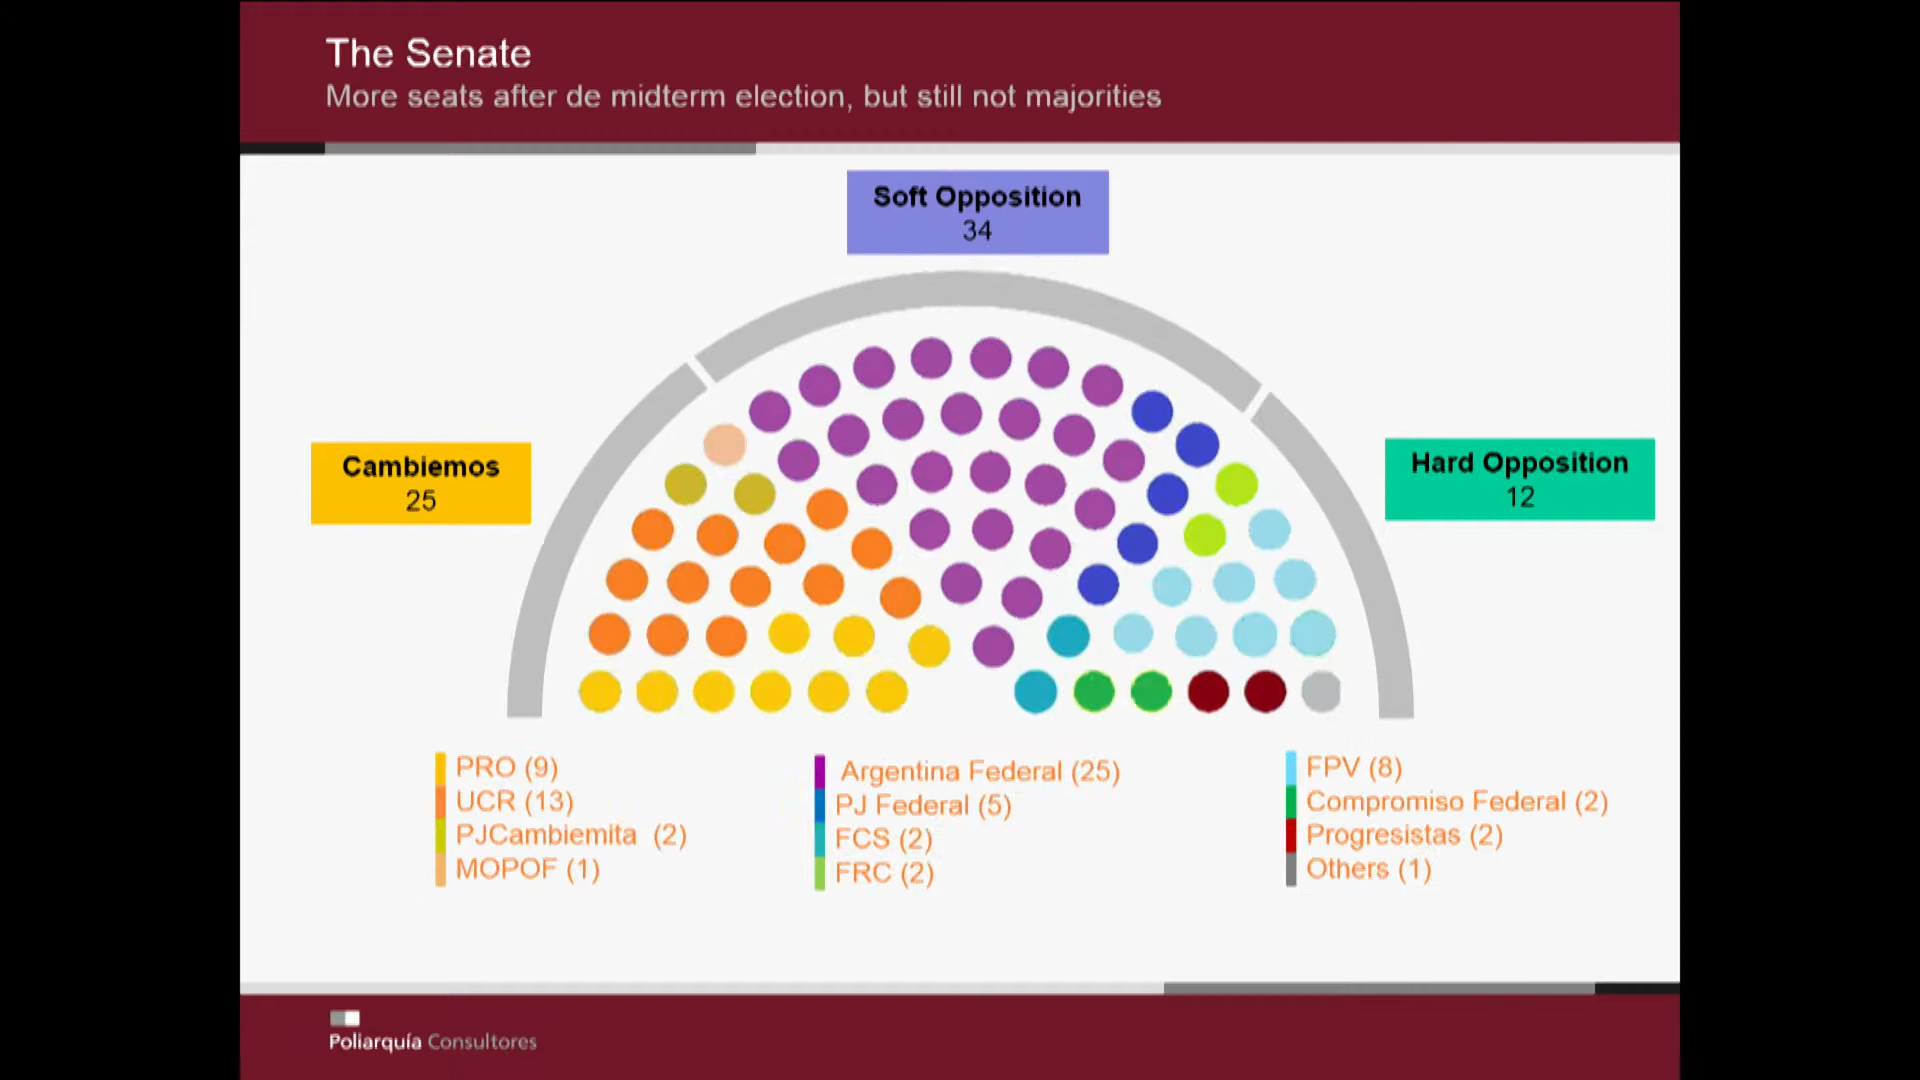 The Senate
More seats after de midterm election, but still not majorities
Soft Opposition
34
Cambiemos
25
Hard Opposition
12
PRO (9)
UCR (13)
PJCambiemita (2)
MOPOF (1)
Argentina Federal (25)
PJ Federal (5)
FCS (2)
FRC (2)
FPV (8)
Compromiso Federal (2)
Progresistas (2)
Others (1)
Poliarquía Consultores